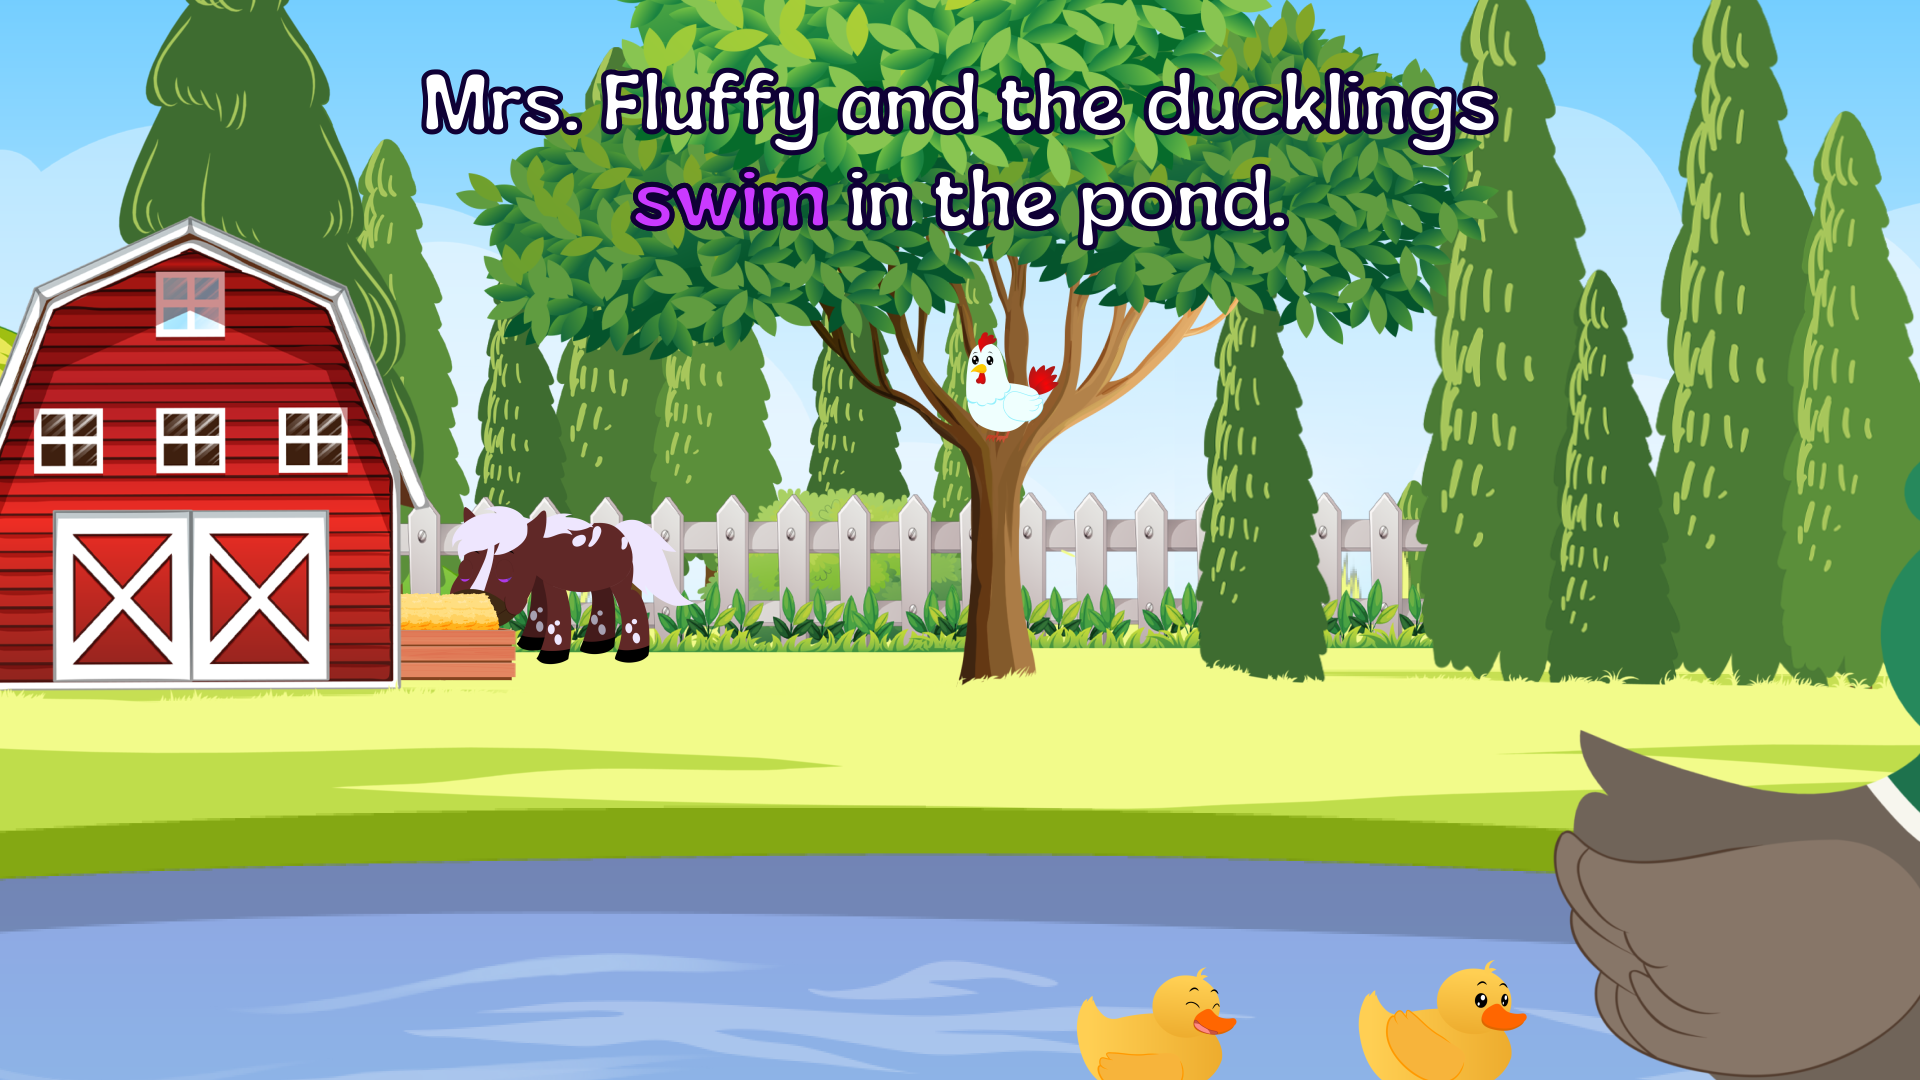 Mrs. Fluffy and the ducklings
swim in the pond.